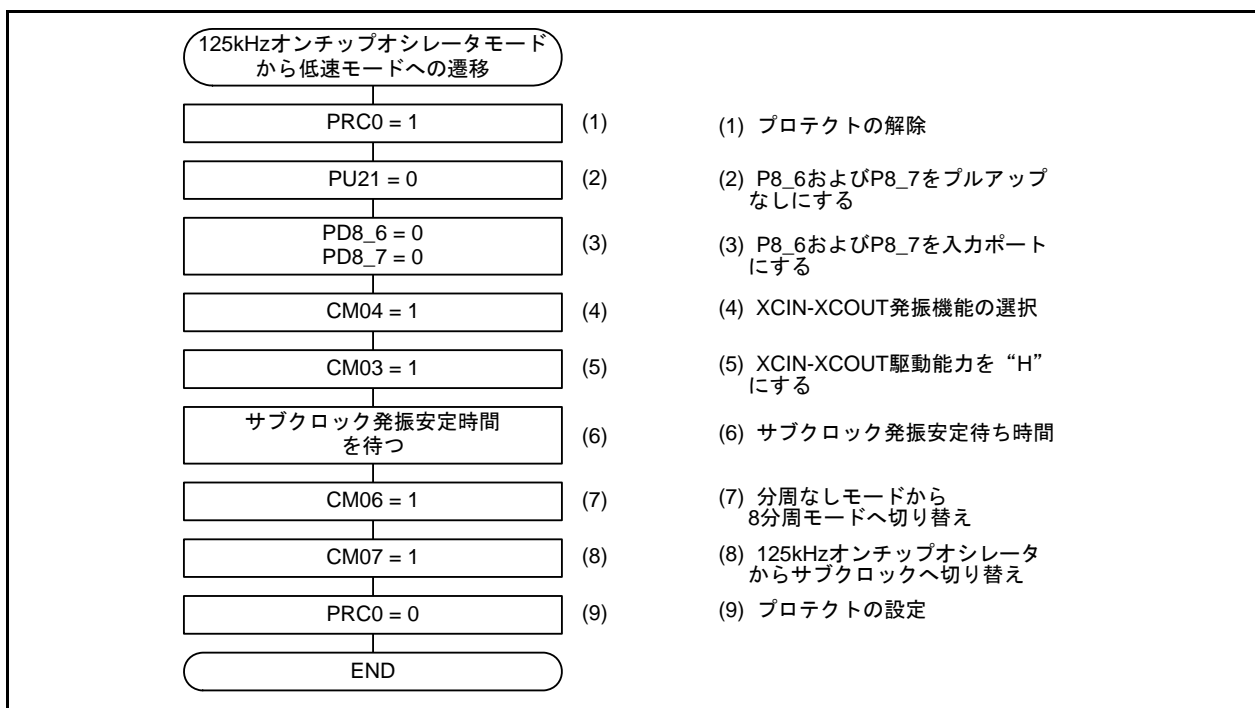 125kHzオンチップオシレータモード
から低速モードへの遷移
PRC0 = 1
(1)
(1) プロテクトの解除
PU21 = 0
(2)
(2) P8_6およびP8_7をプルアップ
なしにする
PD8_6 = 0
PD8_7 = 0
(3)
(3) P8_6およびP8_7を入力ポート
にする
CM04 = 1
(4)
(4) XCIN-XCOUT発振機能の選択
CM03 = 1
(5)
(5) XCIN-XCOUT駆動能力を“H”
にする
サブクロック発振安定時間
を待つ
(6)
(6) サブクロック発振安定待ち時間
CM06 = 1
(7)
(7) 分周なしモードから
8分周モードへ切り替え
CM07 = 1
(8)
(8) 125kHzオンチップオシレータ
からサブクロックへ切り替え
PRC0 = 0
(9)
(9) プロテクトの設定
END